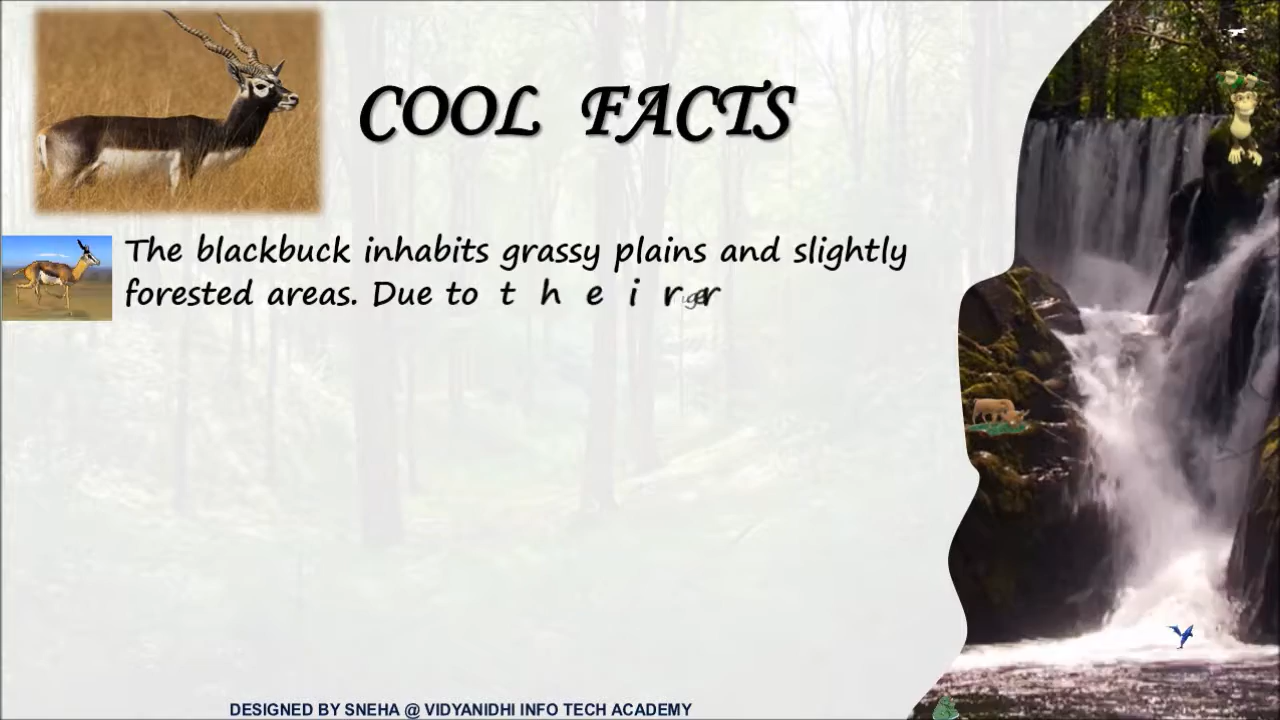 COOL FACTS
The blackbuck inhabits grassy plains and slightly
forested areas. Due to t h e i r
DESIGNED BY SNEHA @ VIDYANIDHI INFO TECH ACADEMY